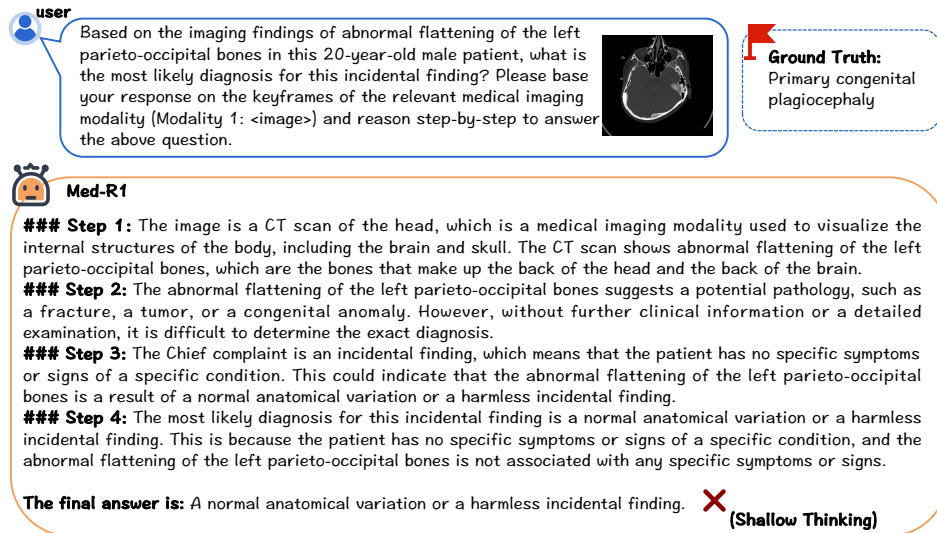 user
Based on the imaging findings of abnormal flattening of the left
parieto-occipital bones in this 20-year-old male patient, what is
the most likely diagnosis for this incidental finding? Please base
your response on the keyframes of the relevant medical imaging
modality (Modality 1: <image>) and reason step-by-step to answer
the above question.
Ground Truth:
Primary congenital
plagiocephaly
Med-R1
### Step 1: The image is a CT scan of the head, which is a medical imaging modality used to visualize the
internal structures of the body, including the brain and skull. The CT scan shows abnormal flattening of the left
parieto-occipital bones, which are the bones that make up the back of the head and the back of the brain.
### Step 2: The abnormal flattening of the left parieto-occipital bones suggests a potential pathology, such as
a fracture, a tumor, or a congenital anomaly. However, without further clinical information or a detailed
examination, it is difficult to determine the exact diagnosis.
### Step 3: The Chief complaint is an incidental finding, which means that the patient has no specific symptoms
or signs of a specific condition. This could indicate that the abnormal flattening of the left parieto-occipital
bones is a result of a normal anatomical variation or a harmless incidental finding.
### Step 4: The most likely diagnosis for this incidental finding is a normal anatomical variation or a harmless
incidental finding. This is because the patient has no specific symptoms or signs of a specific condition, and the
abnormal flattening of the left parieto-occipital bones is not associated with any specific symptoms or signs.
The final answer is: A normal anatomical variation or a harmless incidental finding.
(Shallow Thinking)